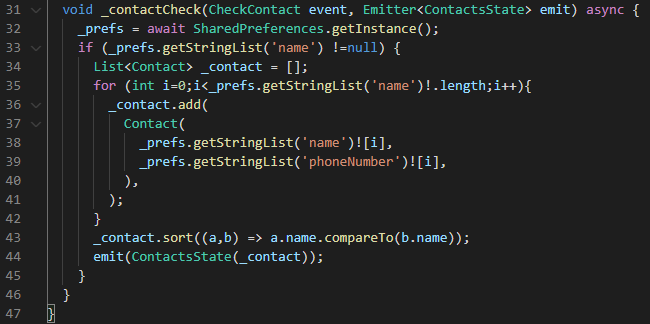 31 void _contactCheck(CheckContact event, Emitter<ContactsState> emit) async {
32 _prefs = await SharedPreferences.getInstance();
33 if (_prefs.getStringList('name') !=null) {
34 List<Contact> _contact = [];
35 for (int i=0;i<_prefs.getStringList('name')!.length;i++){
36 _contact.add(
37 Contact(
38 _prefs.getStringList('name')![i],
39 _prefs.getStringList('phoneNumber')![i],
40 ),
41 );
42 }
43 _contact.sort((a,b) => a.name.compareTo(b.name));
44 emit(ContactsState(_contact));
45 }
46 }
47 }